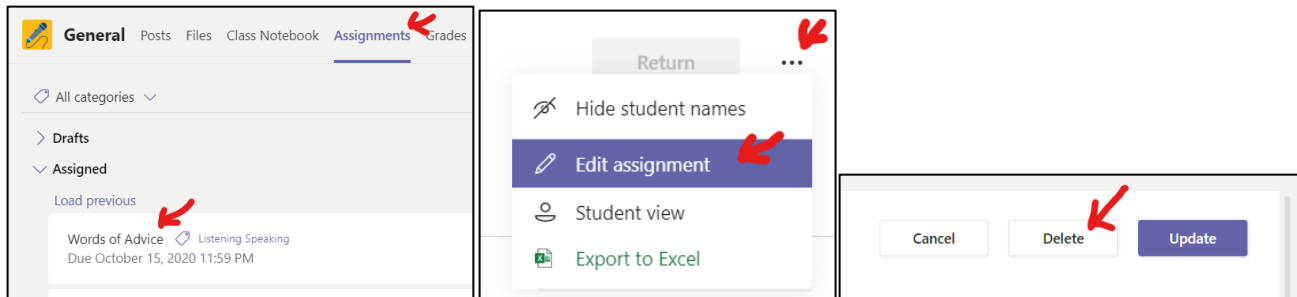 General Posts Files Class Notebook Assignments Grades
All categories
Drafts
Assigned
Load previous
Words of Advice Listening Speaking
Due October 15, 2020 11:59 PM
Return
Hide student names
Edit assignment
Student view
Export to Excel
Cancel Delete Update